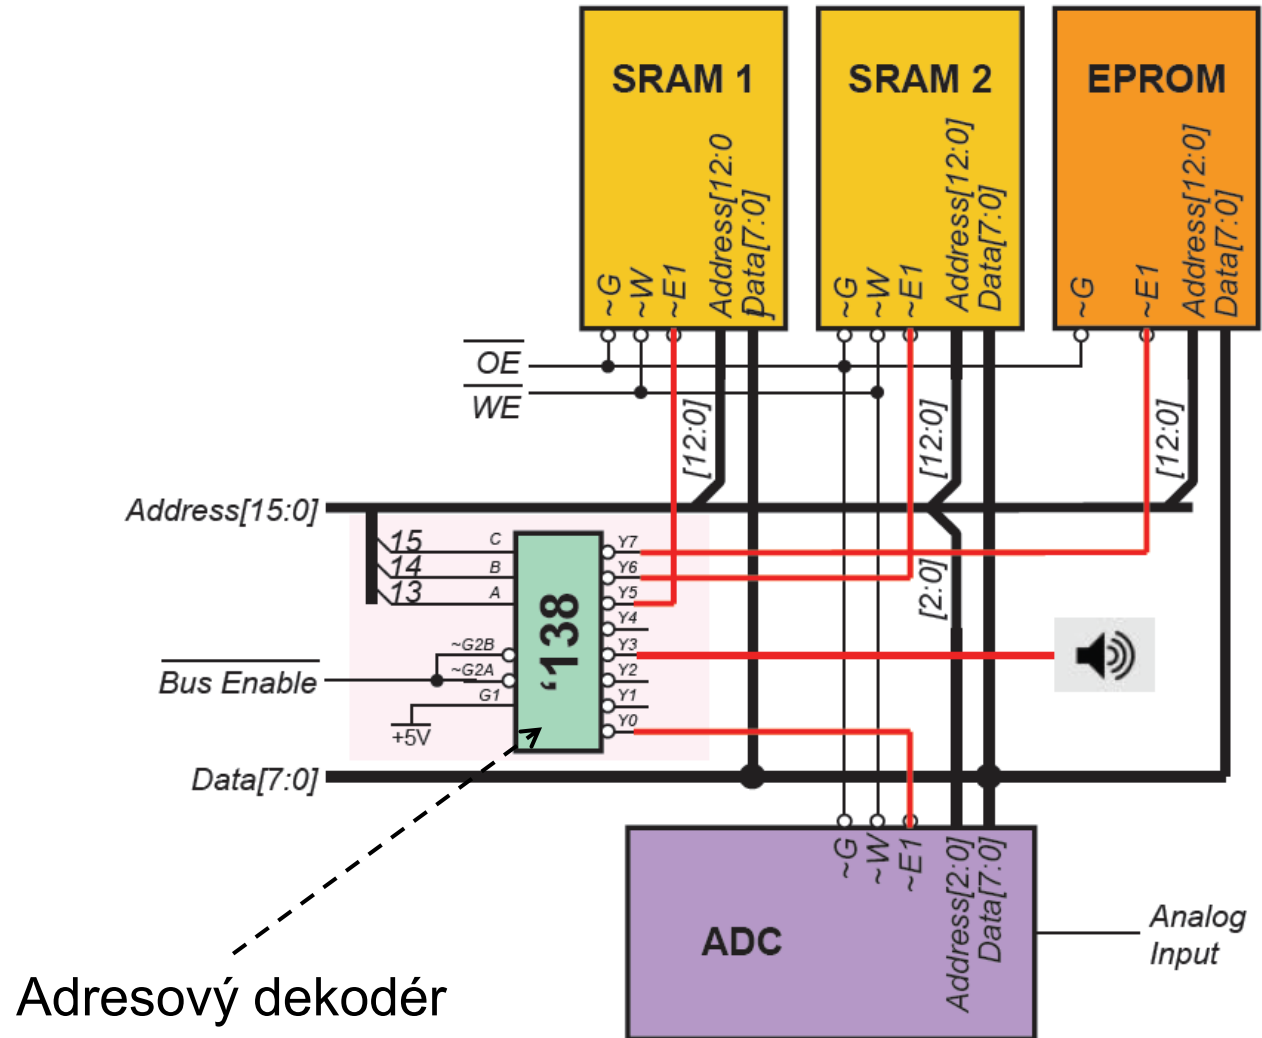 SRAM 1
SRAM 2
EPROM
~G
~W
~E1
Address[12:0
Data[7:0]
~G
~W
~E1
Address[12:0]
Data[7:0]
~G
~E1
Address[12:0]
Data[7:0]
OE
WE
[12:0]
[12:0]
[12:0]
Address[15:0]
15
14
13
C
B
A
~G2B
~G2A
G1
+5V
‘138
Y7
Y6
Y5
Y4
Y3
Y2
Y1
Y0
[2:0]
Bus Enable
Data[7:0]
~G
~W
~E1
Address[2:0]
Data[7:0]
ADC
Analog
Input
Adresový dekodér